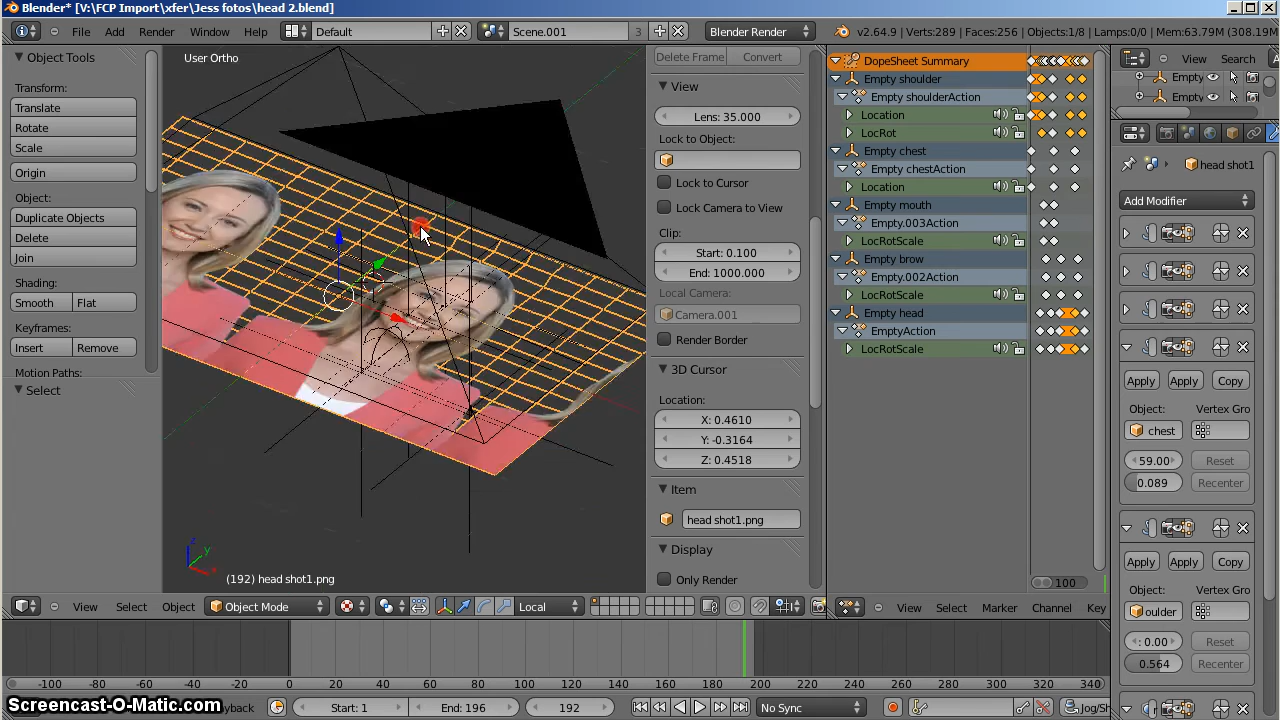 Blender* [V:\FCP Import\xfer\Jess fotos\head 2.blend]
File Add Render Window Help Default Scene.001 3 Blender Render v2.64.9 | Verts:289 | Faces:256 | Objects:1/8 | Lamps:0/0 | Mem:63.79M (308.19M
Object Tools
Transform:
Translate
Rotate
Scale
Origin
Object:
Duplicate Objects
Delete
Join
Shading:
Smooth Flat
Keyframes:
Insert Remove
Motion Paths:
Select
User Ortho
(192) head shot1.png
z
y
x
Delete Frame Convert
View
Lens: 35.000
Lock to Object:
Lock to Cursor
Lock Camera to View
Clip:
Start: 0.100
End: 1000.000
Local Camera:
Camera.001
Render Border
3D Cursor
Location:
X: 0.4610
Y: -0.3164
Z: 0.4518
Item
head shot1.png
Display
Only Render
DopeSheet Summary
Empty shoulder
Empty shoulderAction
Location
LocRot
Empty chest
Empty chestAction
Location
Empty mouth
Empty.003Action
LocRotScale
Empty brow
Empty.002Action
LocRotScale
Empty head
EmptyAction
LocRotScale
100
View Search
Empty
Empty
head shot1
Add Modifier
Apply Apply Copy
Object: Vertex Gro
chest
59.00 Reset
0.089 Recenter
Apply Apply Copy
Object: Vertex Gro
oulder
: 0.00 Reset
0.564 Recenter
View Select Object Object Mode Local
View Select Marker Channel Key
-100 -80 -60 -40 -20 0 20 40 60 80 100 120 140 160 180 200 220 240 260 280 300 320 340
Screencast-O-Matic.com
yback Start: 1 End: 196 192 No Sync Jog/Sh